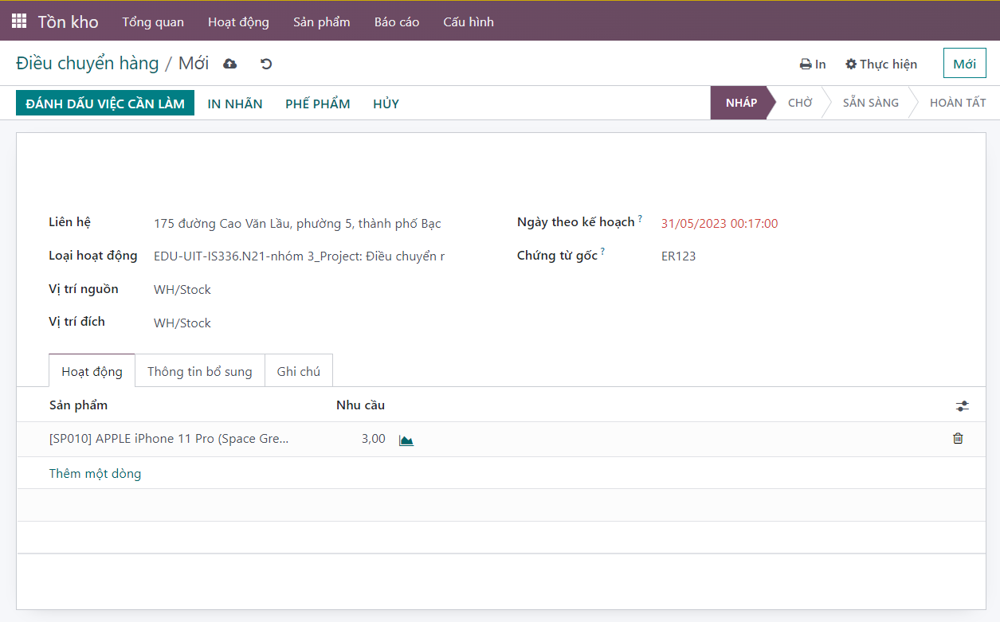 Tồn kho Tổng quan Hoạt động Sản phẩm Báo cáo Cấu hình
Điều chuyển hàng / Mới In Thực hiện Mới
ĐÁNH DẤU VIỆC CẦN LÀM IN NHÃN PHẾ PHẨM HỦY NHÁP CHỜ SẴN SÀNG HOÀN TẤT
Liên hệ 175 đường Cao Văn Lầu, phường 5, thành phố Bạc Ngày theo kế hoạch ? 31/05/2023 00:17:00
Loại hoạt động EDU-UIT-IS336.N21-nhóm 3_Project: Điều chuyển r Chứng từ gốc ? ER123
Vị trí nguồn WH/Stock
Vị trí đích WH/Stock
Hoạt động Thông tin bổ sung Ghi chú
Sản phẩm Nhu cầu
[SP010] APPLE iPhone 11 Pro (Space Gre... 3,00
Thêm một dòng